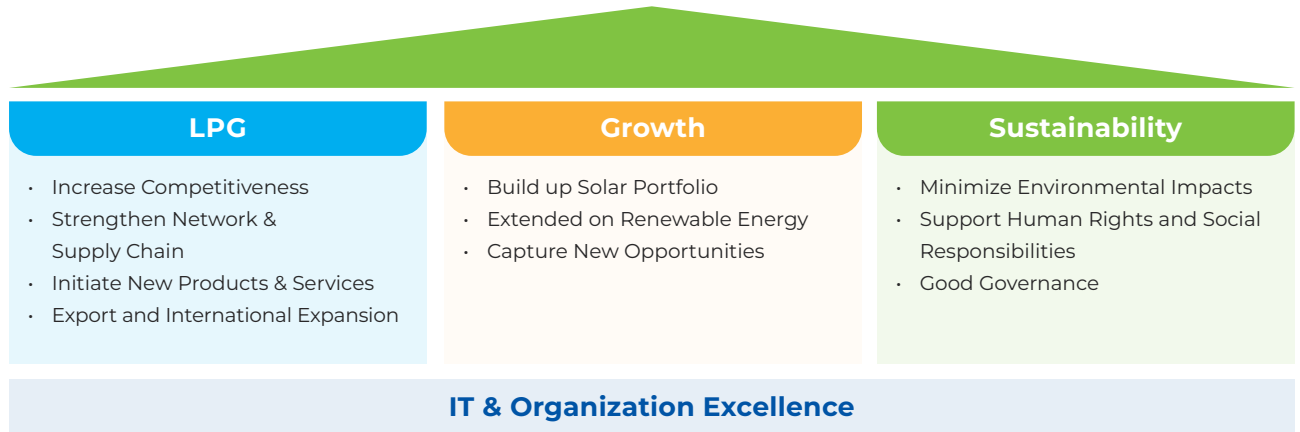 LPG
• Increase Competitiveness
• Strengthen Network &
Supply Chain
• Initiate New Products & Services
• Export and International Expansion
Growth
• Build up Solar Portfolio
• Extended on Renewable Energy
• Capture New Opportunities
Sustainability
• Minimize Environmental Impacts
• Support Human Rights and Social
Responsibilities
• Good Governance
IT & Organization Excellence